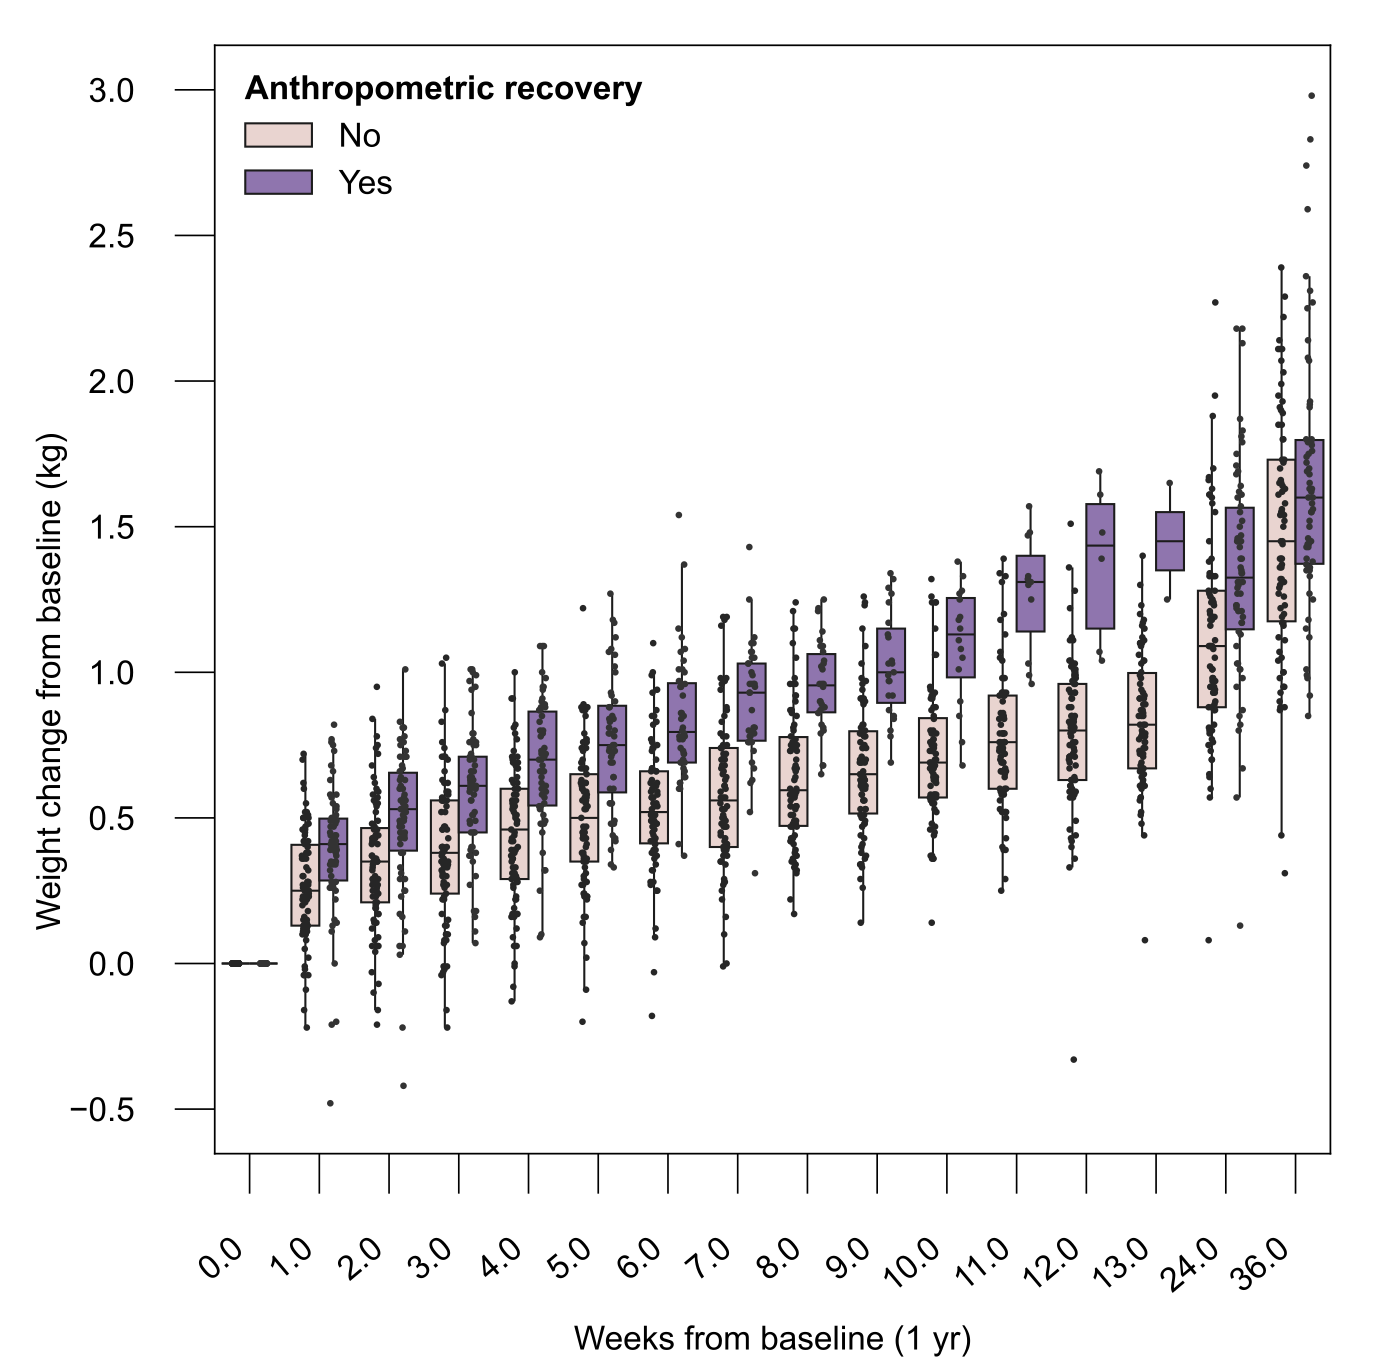 Anthropometric recovery
No
Yes
3.0
2.5
2.0
1.5
1.0
0.5
0.0
−0.5
Weight change from baseline (kg)
0.0 1.0 2.0 3.0 4.0 5.0 6.0 7.0 8.0 9.0 10.0 11.0 12.0 13.0 24.0 36.0
Weeks from baseline (1 yr)